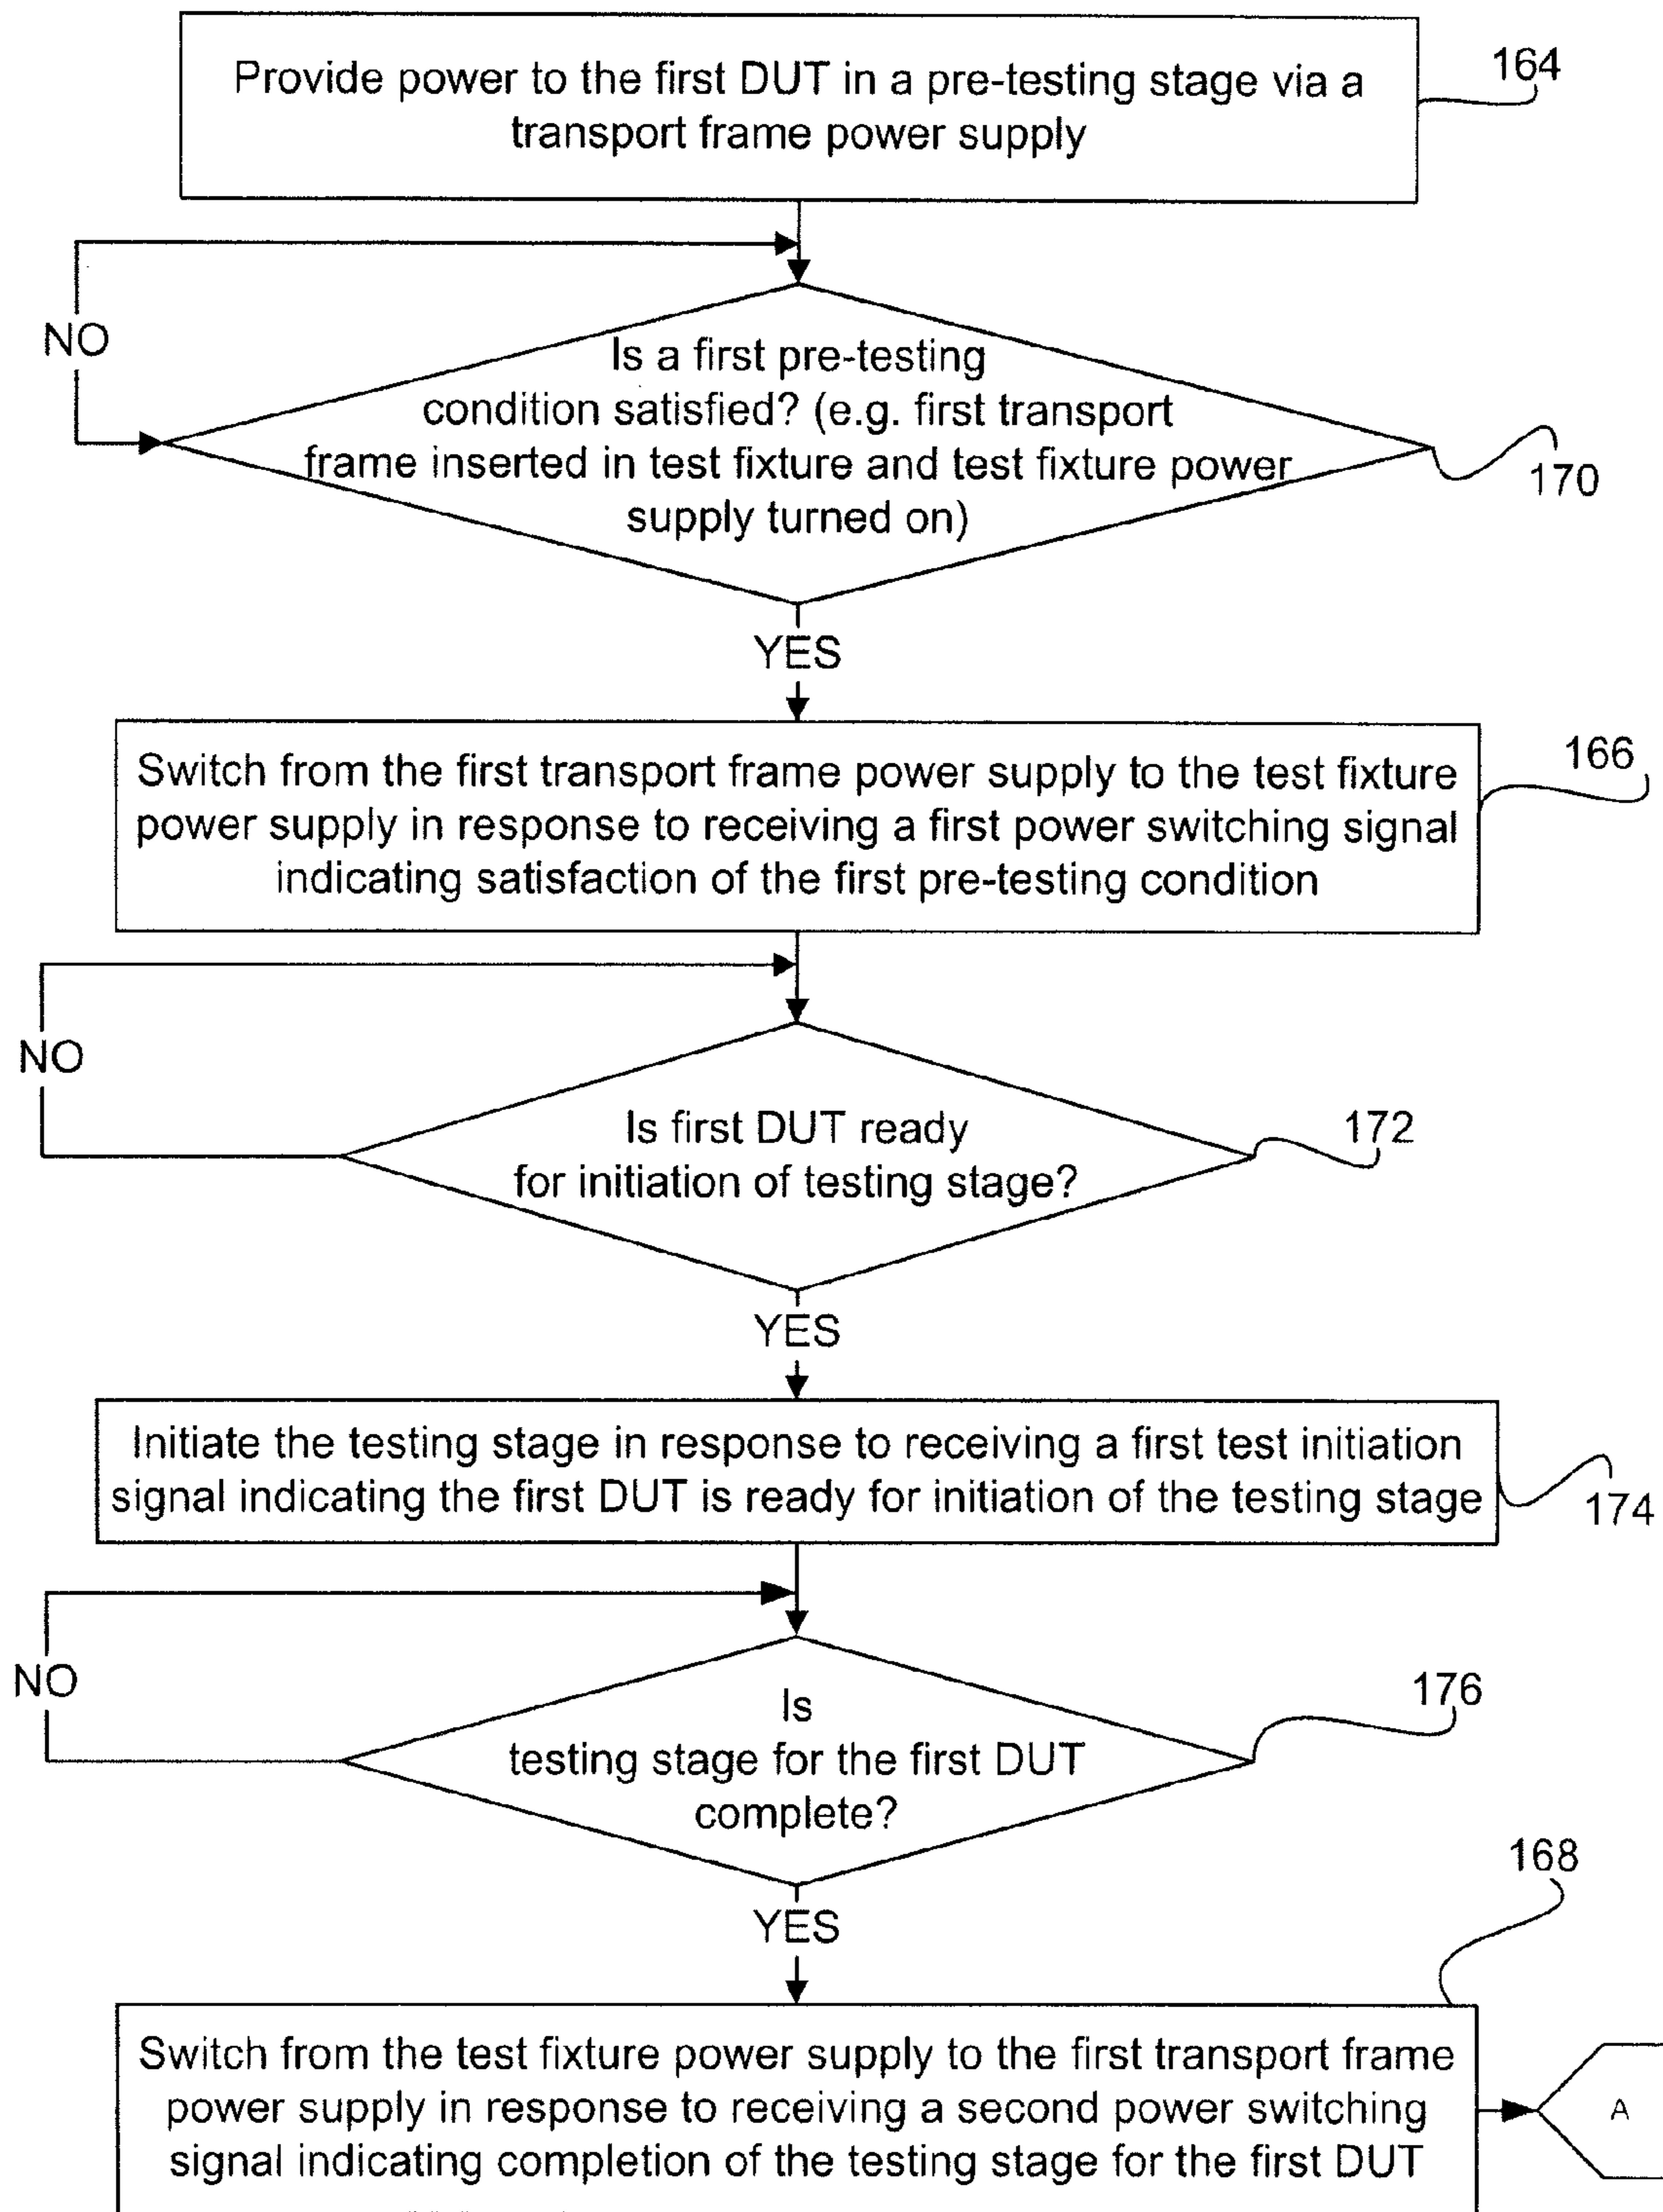 Provide power to the first DUT in a pre-testing stage via a
transport frame power supply
164
NO
Is a first pre-testing
condition satisfied? (e.g. first transport
frame inserted in test fixture and test fixture power
supply turned on)
170
YES
Switch from the first transport frame power supply to the test fixture
power supply in response to receiving a first power switching signal
indicating satisfaction of the first pre-testing condition
166
NO
Is first DUT ready
for initiation of testing stage?
172
YES
Initiate the testing stage in response to receiving a first test initiation
signal indicating the first DUT is ready for initiation of the testing stage
174
NO
Is
testing stage for the first DUT
complete?
176
YES
168
Switch from the test fixture power supply to the first transport frame
power supply in response to receiving a second power switching
signal indicating completion of the testing stage for the first DUT
A